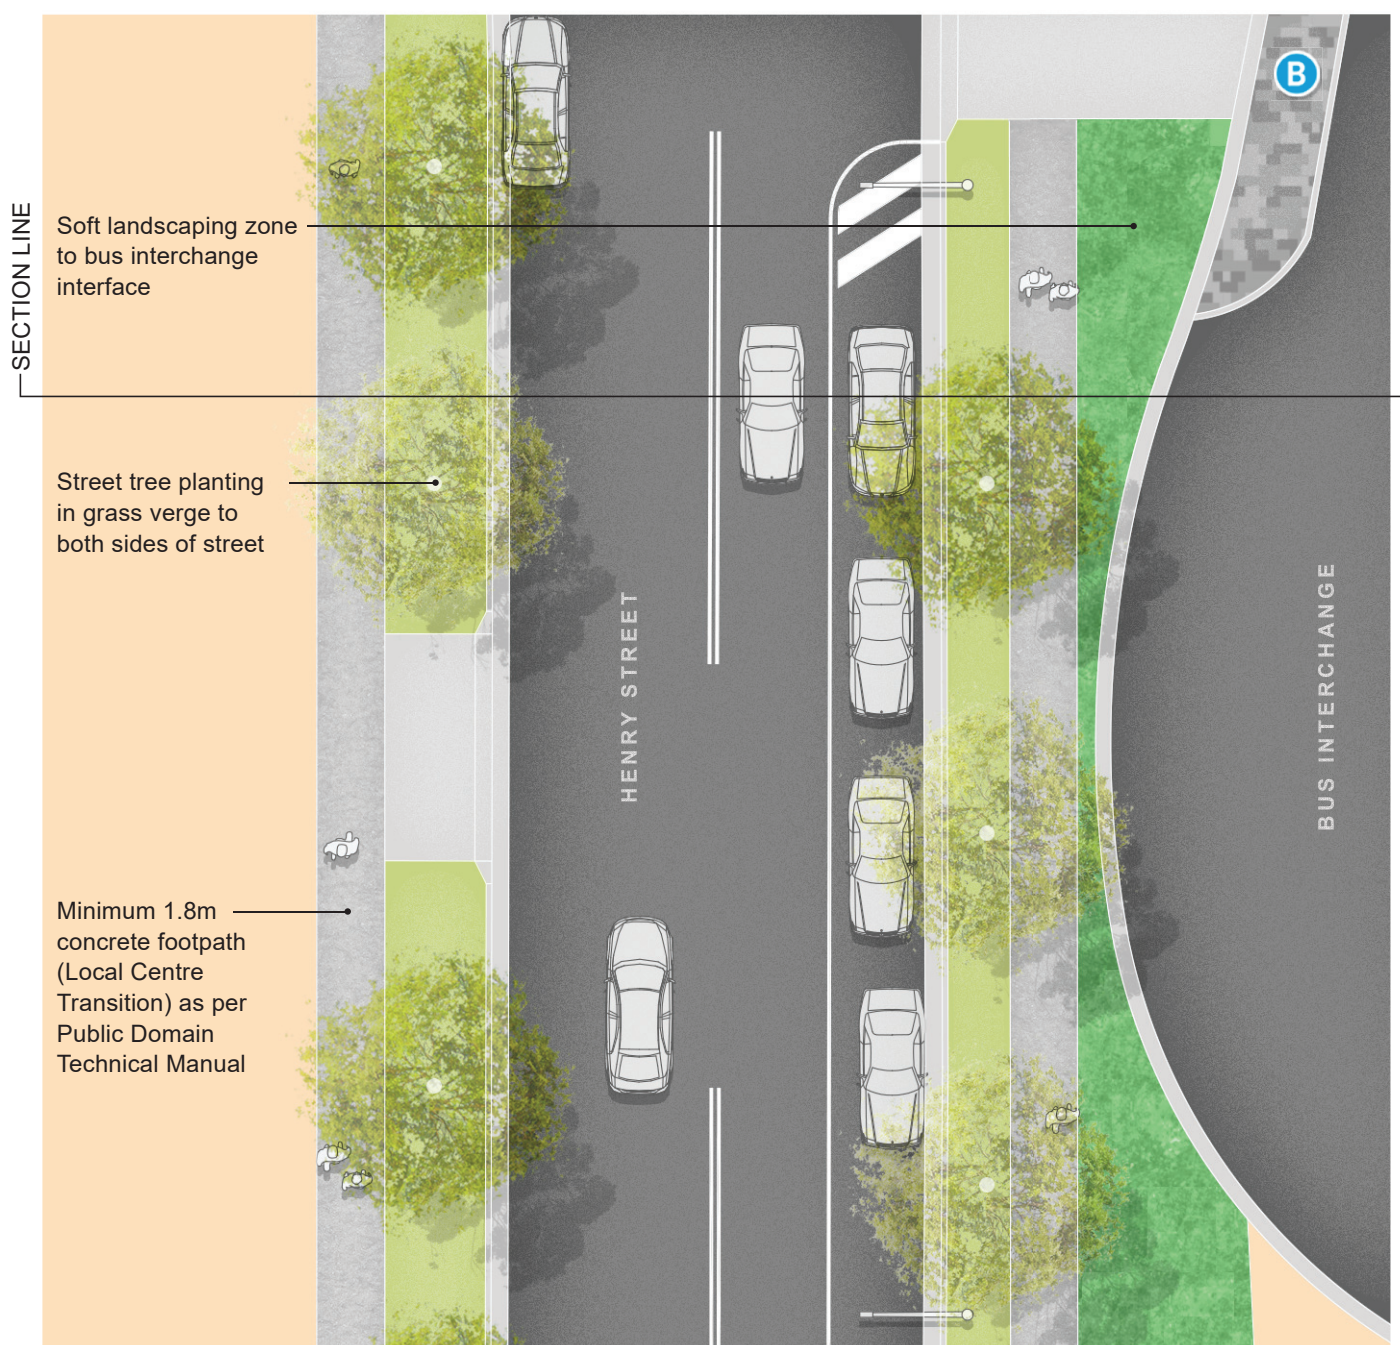 B
SECTION LINE
Soft landscaping zone
to bus interchange
interface
Street tree planting
in grass verge to
both sides of street
HENRY STREET
BUS INTERCHANGE
Minimum 1.8m
concrete footpath
(Local Centre
Transition) as per
Public Domain
Technical Manual